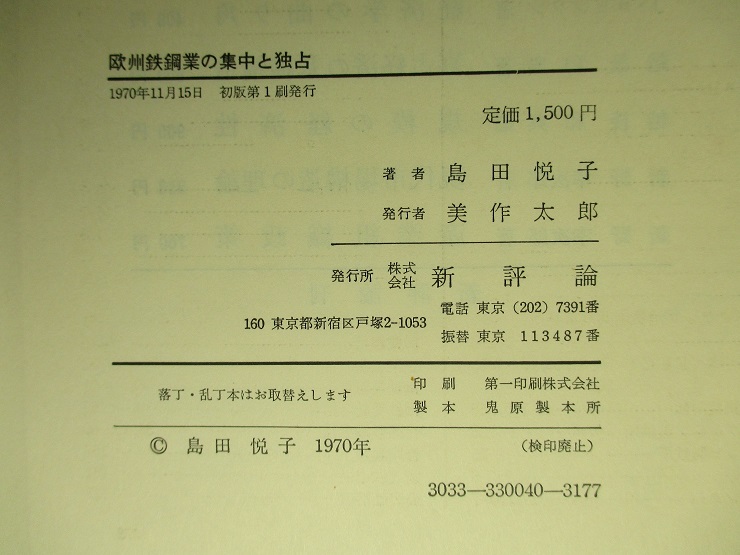 欧州鉄鋼業の集中と独占
1970年11月15日 初版第1刷発行
定価 1,500 円
著者 島田悦子
発行者 美作太郎
発行所 株式会社 新評論
電話 東京 (202) 7391番
160 東京都新宿区戸塚2-1053
振替 東京 113487番
落丁・乱丁本はお取替えします
印刷 第一印刷株式会社
製本 鬼原製本所
© 島田悦子 1970年
(検印廃止)
3033―330040―3177